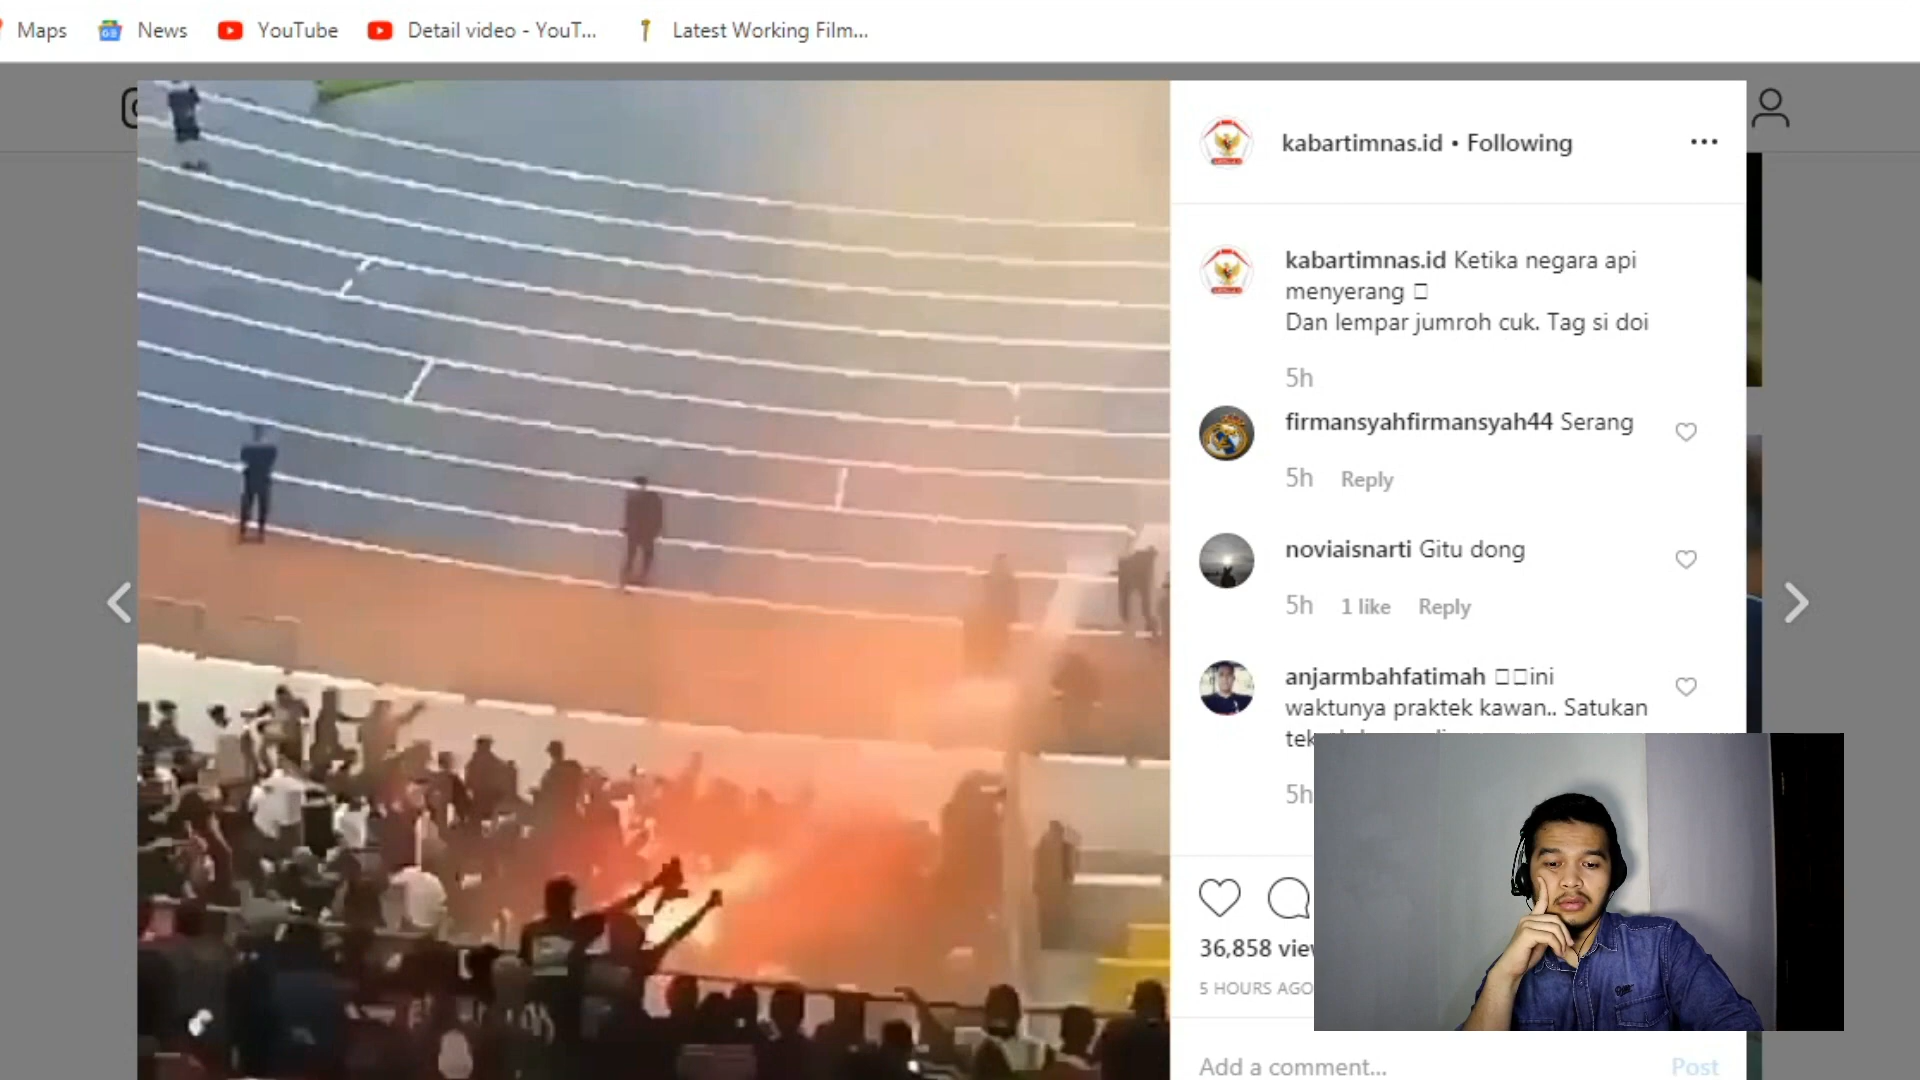 Maps
News
YouTube
Detail video - YouT...
Latest Working Film...
kabartimnas.id • Following
kabartimnas.id Ketika negara api
menyerang
Dan lempar jumroh cuk. Tag si doi
5h
firmansyahfirmansyah44 Serang
5h Reply
noviaisnarti Gitu dong
5h 1 like Reply
anjarmbahfatimah ini
waktunya praktek kawan.. Satukan
5h
36,858
5 HOURS AGO
Add a comment...
Post